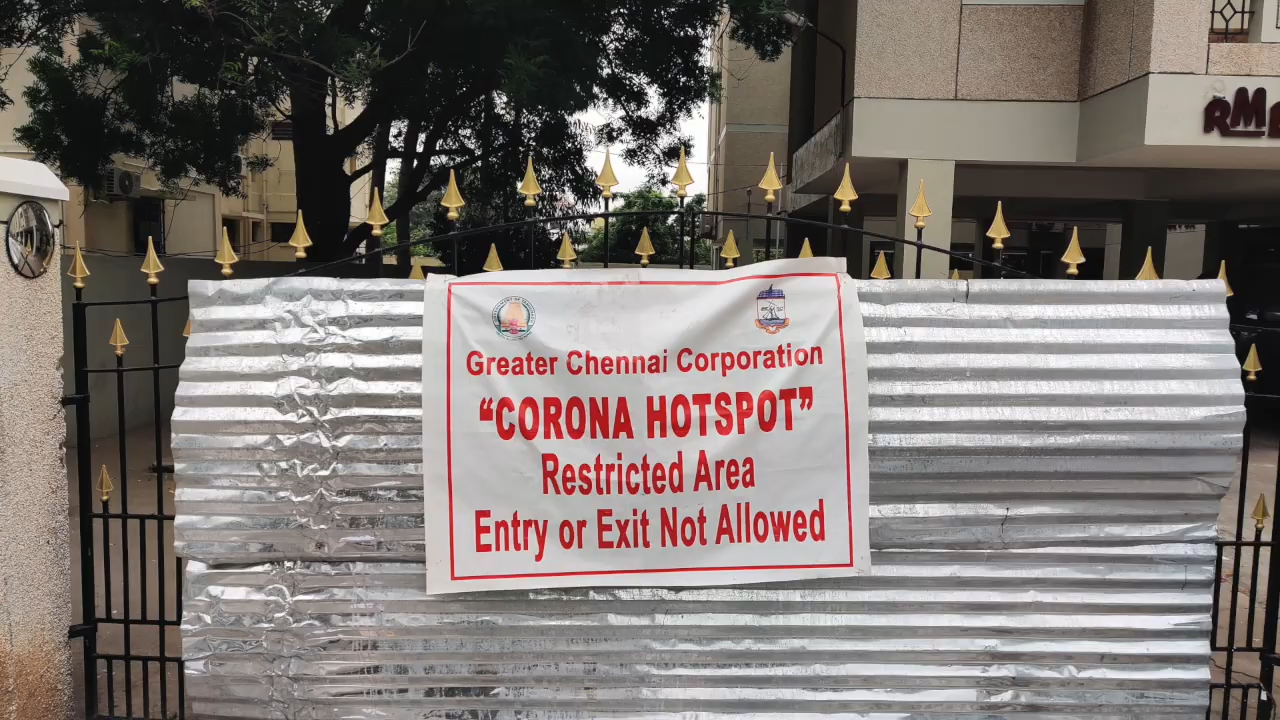 Greater Chennai Corporation
“CORONA HOTSPOT”
Restricted Area
Entry or Exit Not Allowed